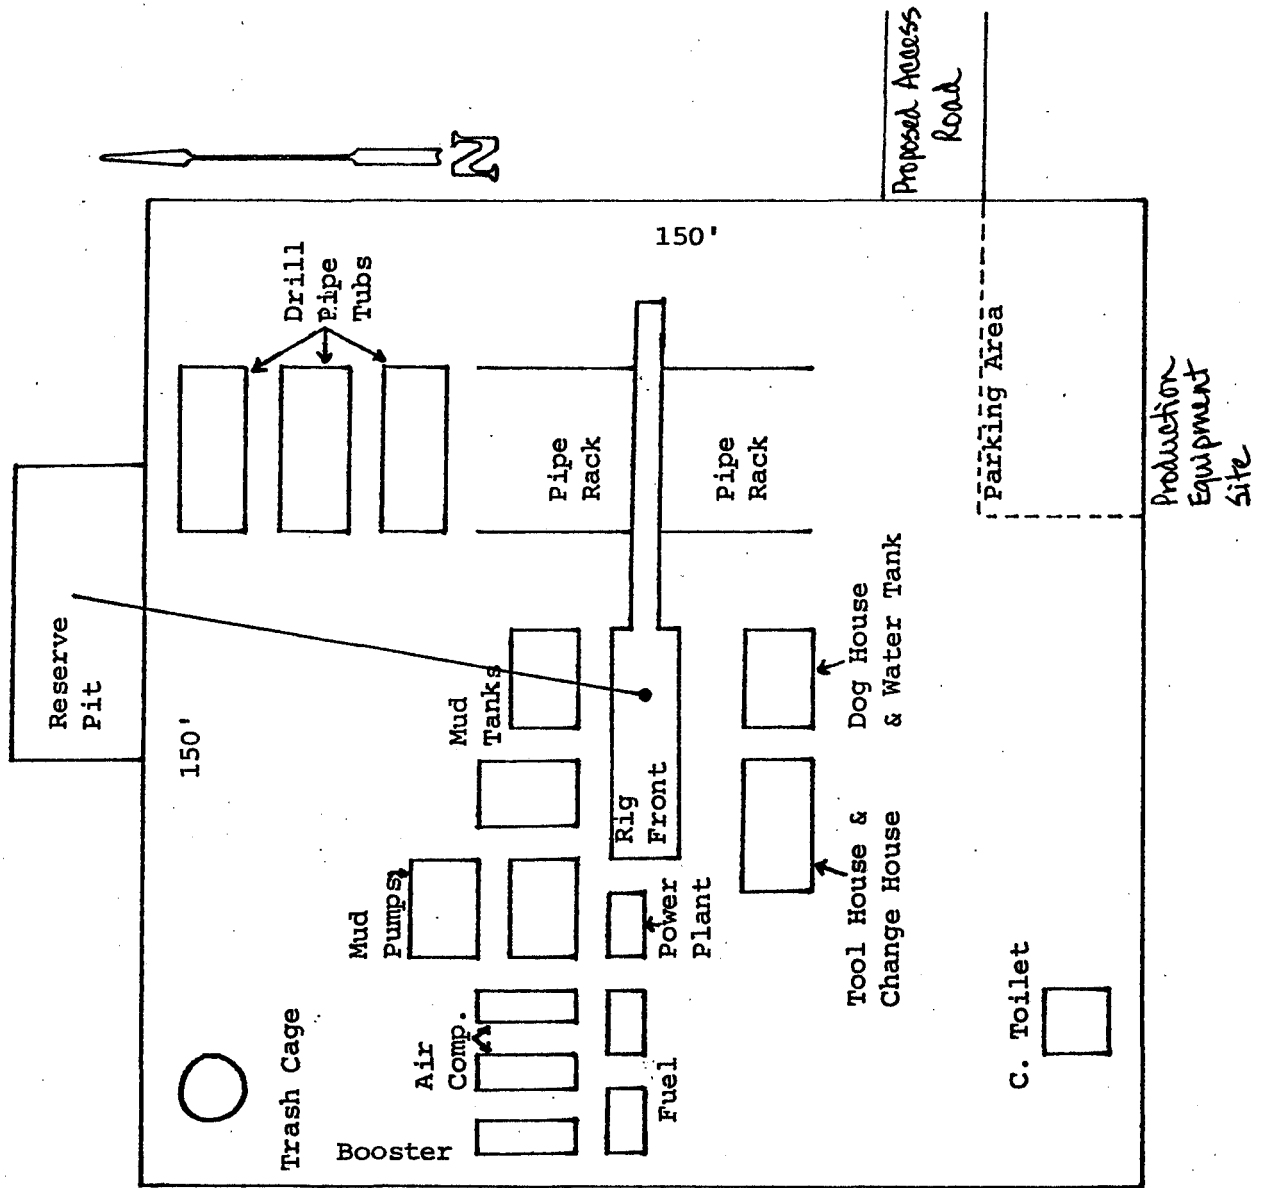 Proposed Access
Road
N
150'
Drill
Pipe
Tubs
Reserve
Pit
150'
Pipe
Rack
Pipe
Rack
Parking Area
Production
Equipment
Site
Mud
Tanks
Rig
Front
Dog House
& Water Tank
Mud
Pumps
Power
Plant
Tool House &
Change House
Trash Cage
Air
Comp.
Booster
Fuel
C. Toilet